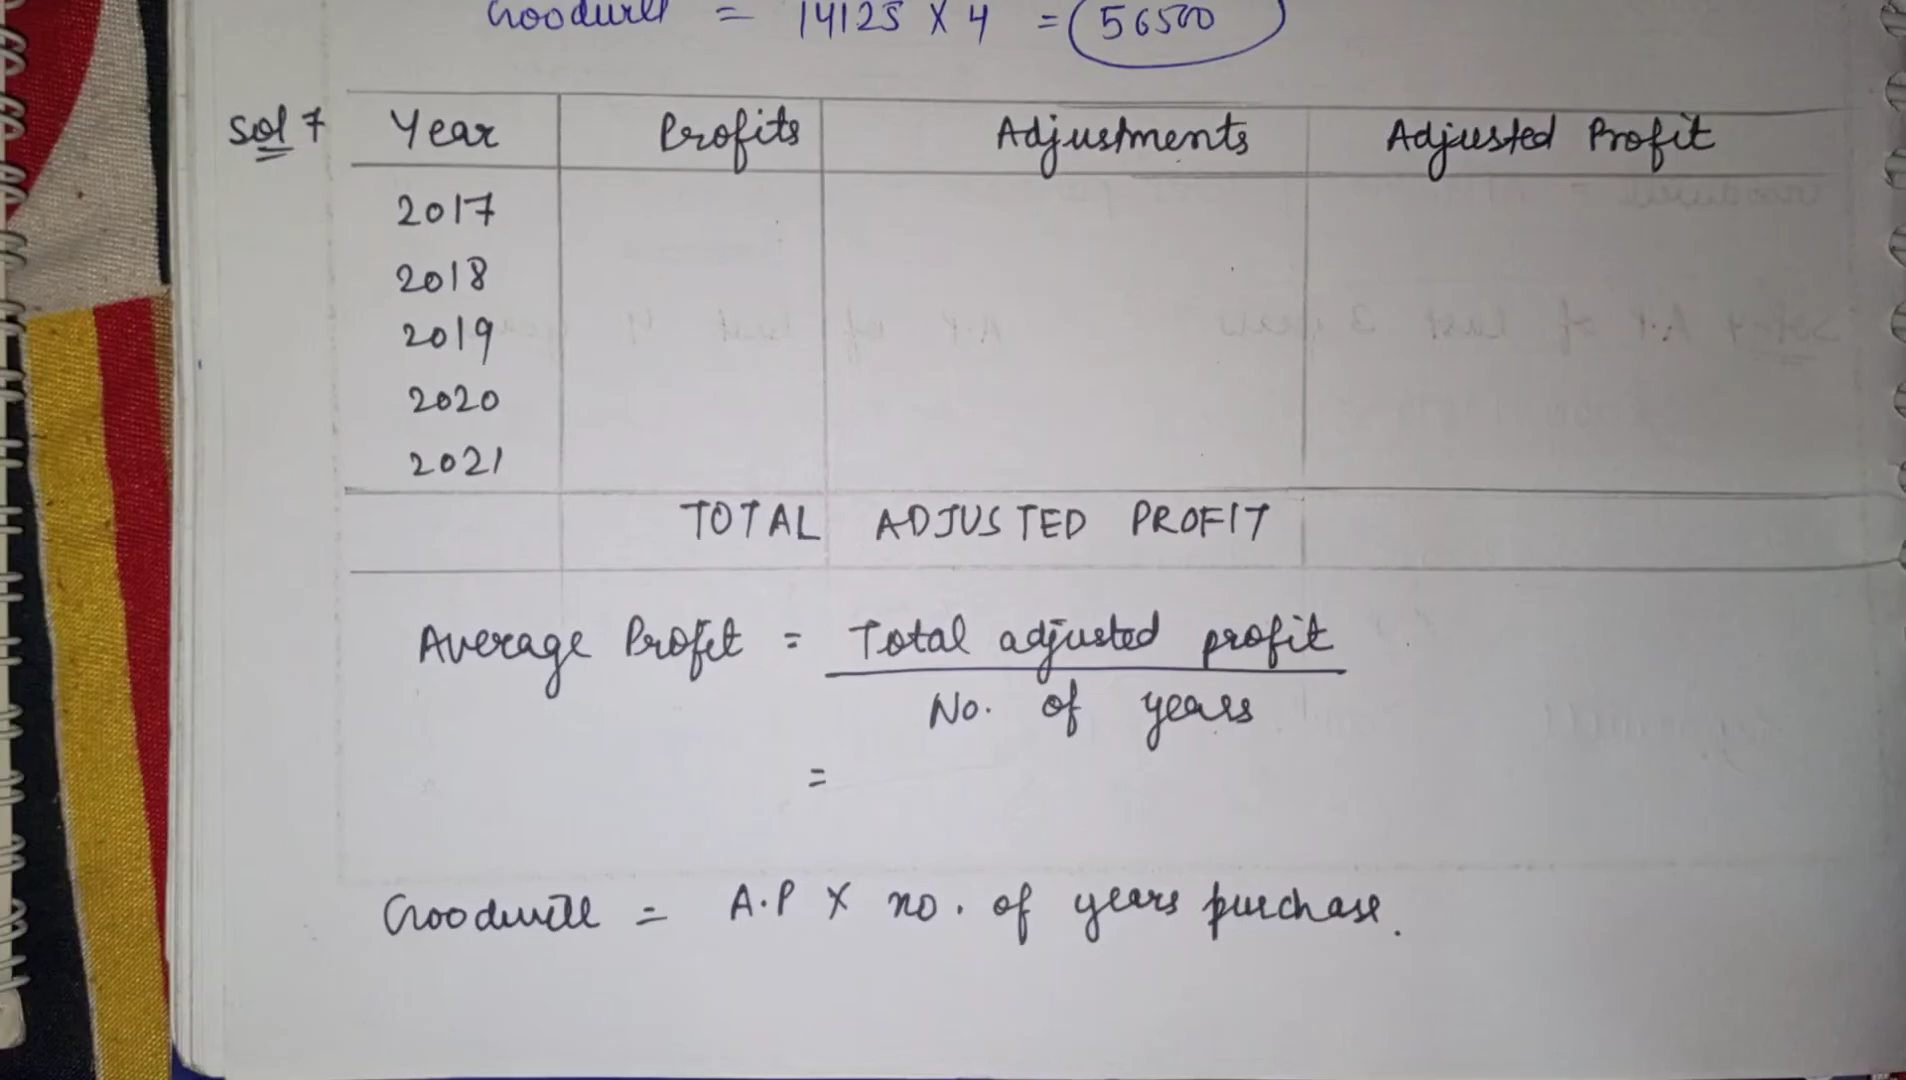 Goodwill = 14125 X 4 = 56500
Sol 7 Year Profits Adjustments Adjusted Profit
2017
2018
2019
2020
2021
TOTAL ADJUSTED PROFIT
Average Profit = Total adjusted profit
No. of years
=
Goodwill = A.P X no. of years purchase.